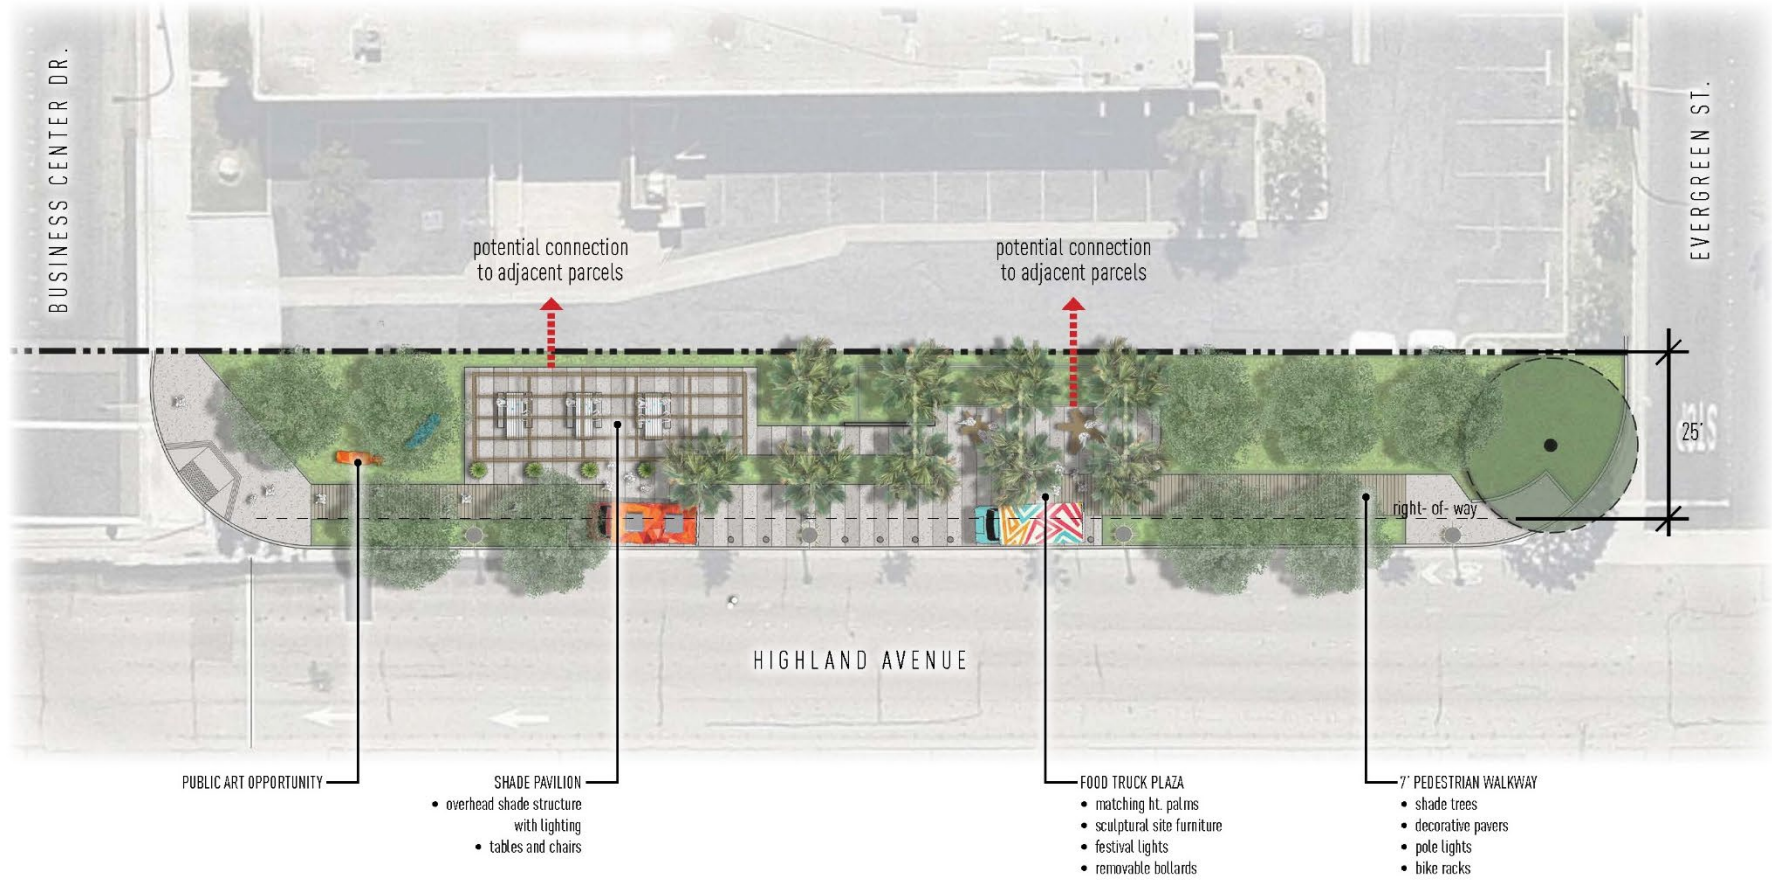 BUSINESS CENTER DR.
EVERGREEN ST.
potential connection
to adjacent parcels
potential connection
to adjacent parcels
25'
right- of- way
HIGHLAND AVENUE
PUBLIC ART OPPORTUNITY
SHADE PAVILION
• overhead shade structure
with lighting
• tables and chairs
FOOD TRUCK PLAZA
• matching ht. palms
• sculptural site furniture
• festival lights
• removable bollards
7' PEDESTRIAN WALKWAY
• shade trees
• decorative pavers
• pole lights
• bike racks